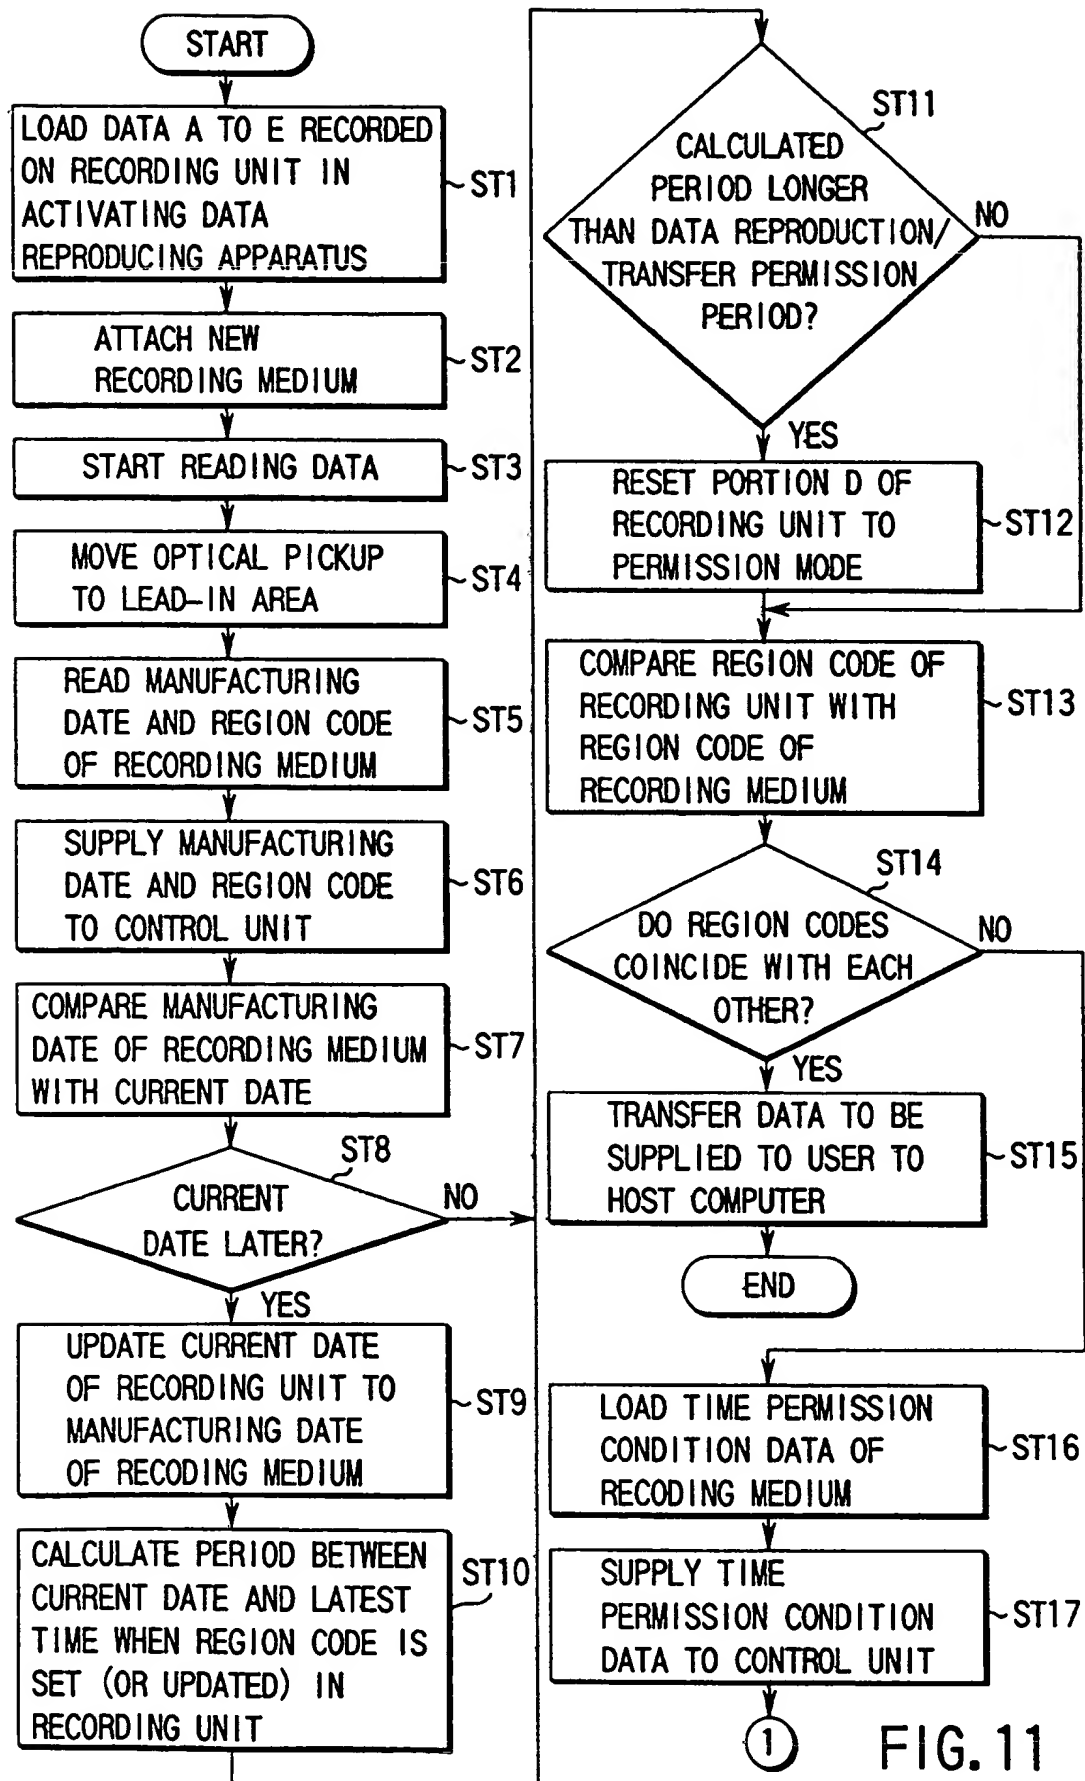 START
LOAD DATA A TO E RECORDED
ON RECORDING UNIT IN
ACTIVATING DATA
REPRODUCING APPARATUS
ST1
ATTACH NEW
RECORDING MEDIUM
ST2
START READING DATA
ST3
MOVE OPTICAL PICKUP
TO LEAD-IN AREA
ST4
READ MANUFACTURING
DATE AND REGION CODE
OF RECORDING MEDIUM
ST5
SUPPLY MANUFACTURING
DATE AND REGION CODE
TO CONTROL UNIT
ST6
COMPARE MANUFACTURING
DATE OF RECORDING MEDIUM
WITH CURRENT DATE
ST7
ST8
CURRENT
DATE LATER?
NO
YES
UPDATE CURRENT DATE
OF RECORDING UNIT TO
MANUFACTURING DATE
OF RECODING MEDIUM
ST9
CALCULATE PERIOD BETWEEN
CURRENT DATE AND LATEST
TIME WHEN REGION CODE IS
SET (OR UPDATED) IN
RECORDING UNIT
ST10
ST11
CALCULATED
PERIOD LONGER
THAN DATA REPRODUCTION/
TRANSFER PERMISSION
PERIOD?
NO
YES
RESET PORTION D OF
RECORDING UNIT TO
PERMISSION MODE
ST12
COMPARE REGION CODE OF
RECORDING UNIT WITH
REGION CODE OF
RECORDING MEDIUM
ST13
ST14
DO REGION CODES
COINCIDE WITH EACH
OTHER?
NO
YES
TRANSFER DATA TO BE
SUPPLIED TO USER TO
HOST COMPUTER
ST15
END
LOAD TIME PERMISSION
CONDITION DATA OF
RECODING MEDIUM
ST16
SUPPLY TIME
PERMISSION CONDITION
DATA TO CONTROL UNIT
ST17
1
FIG. 11